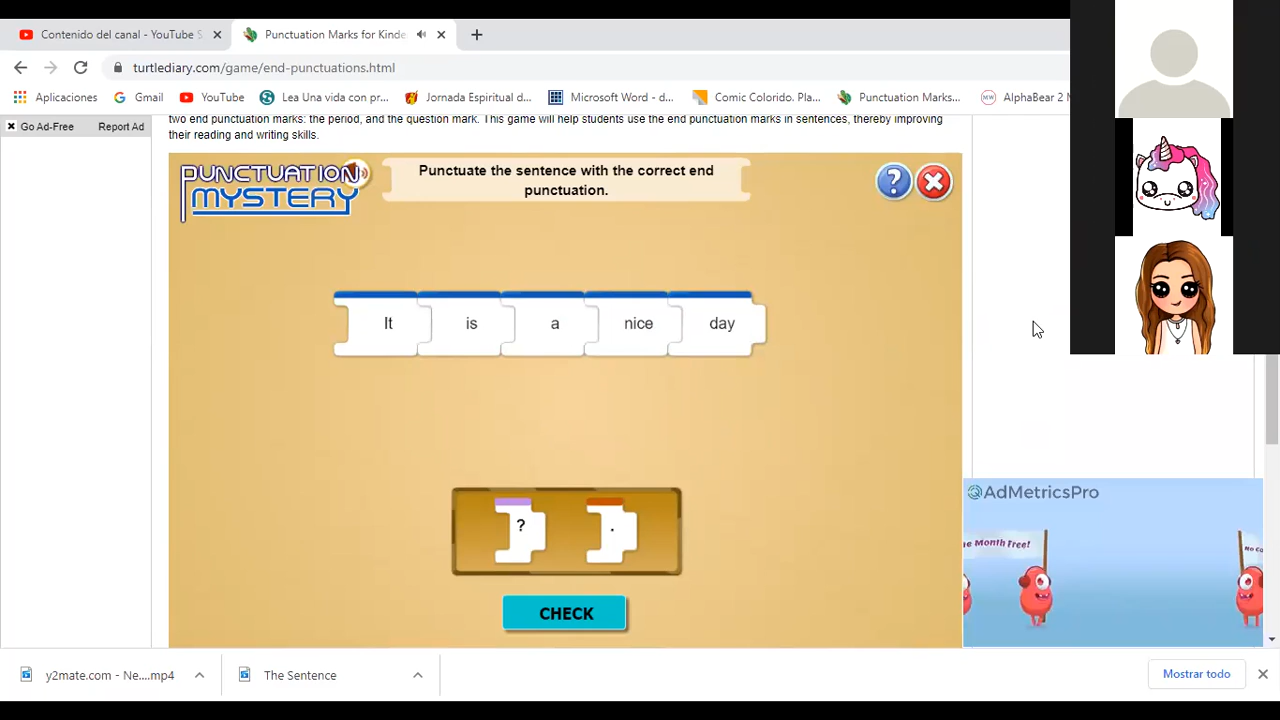 Contenido del canal - YouTube S
Punctuation Marks for Kinde
turtlediary.com/game/end-punctuations.html
Aplicaciones
Gmail
YouTube
Lea Una vida con pr...
Jornada Espiritual d...
Microsoft Word - d...
Comic Colorido. Pla...
Punctuation Marks...
AlphaBear 2 M
Go Ad-Free
Report Ad
two end punctuation marks: the period, and the question mark. This game will help students use the end punctuation marks in sentences, thereby improving
their reading and writing skills.
PUNCTUATION
MYSTERY
Punctuate the sentence with the correct end
punctuation.
?
It is a nice day
? .
CHECK
AdMetricsPro
ne Month Free!
No Co
y2mate.com - Ne....mp4
The Sentence
Mostrar todo